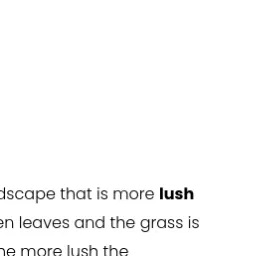 dscape that is more lush
en leaves and the grass is
he more lush the